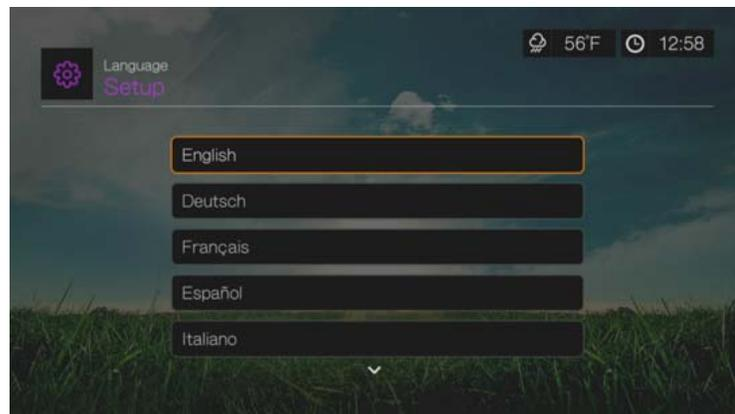 56°F 12:58
Language
Setup
English
Deutsch
Français
Español
Italiano